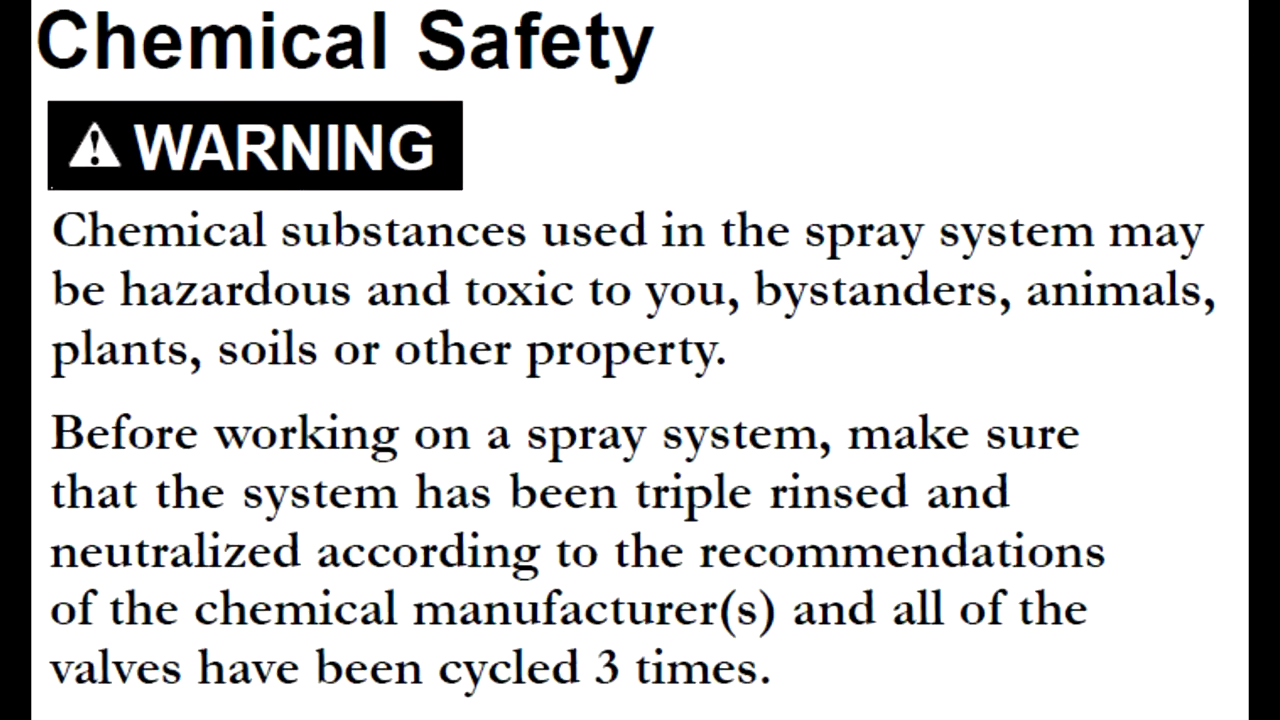 Chemical Safety
WARNING
Chemical substances used in the spray system may
be hazardous and toxic to you, bystanders, animals,
plants, soils or other property.
Before working on a spray system, make sure
that the system has been triple rinsed and
neutralized according to the recommendations
of the chemical manufacturer(s) and all of the
valves have been cycled 3 times.